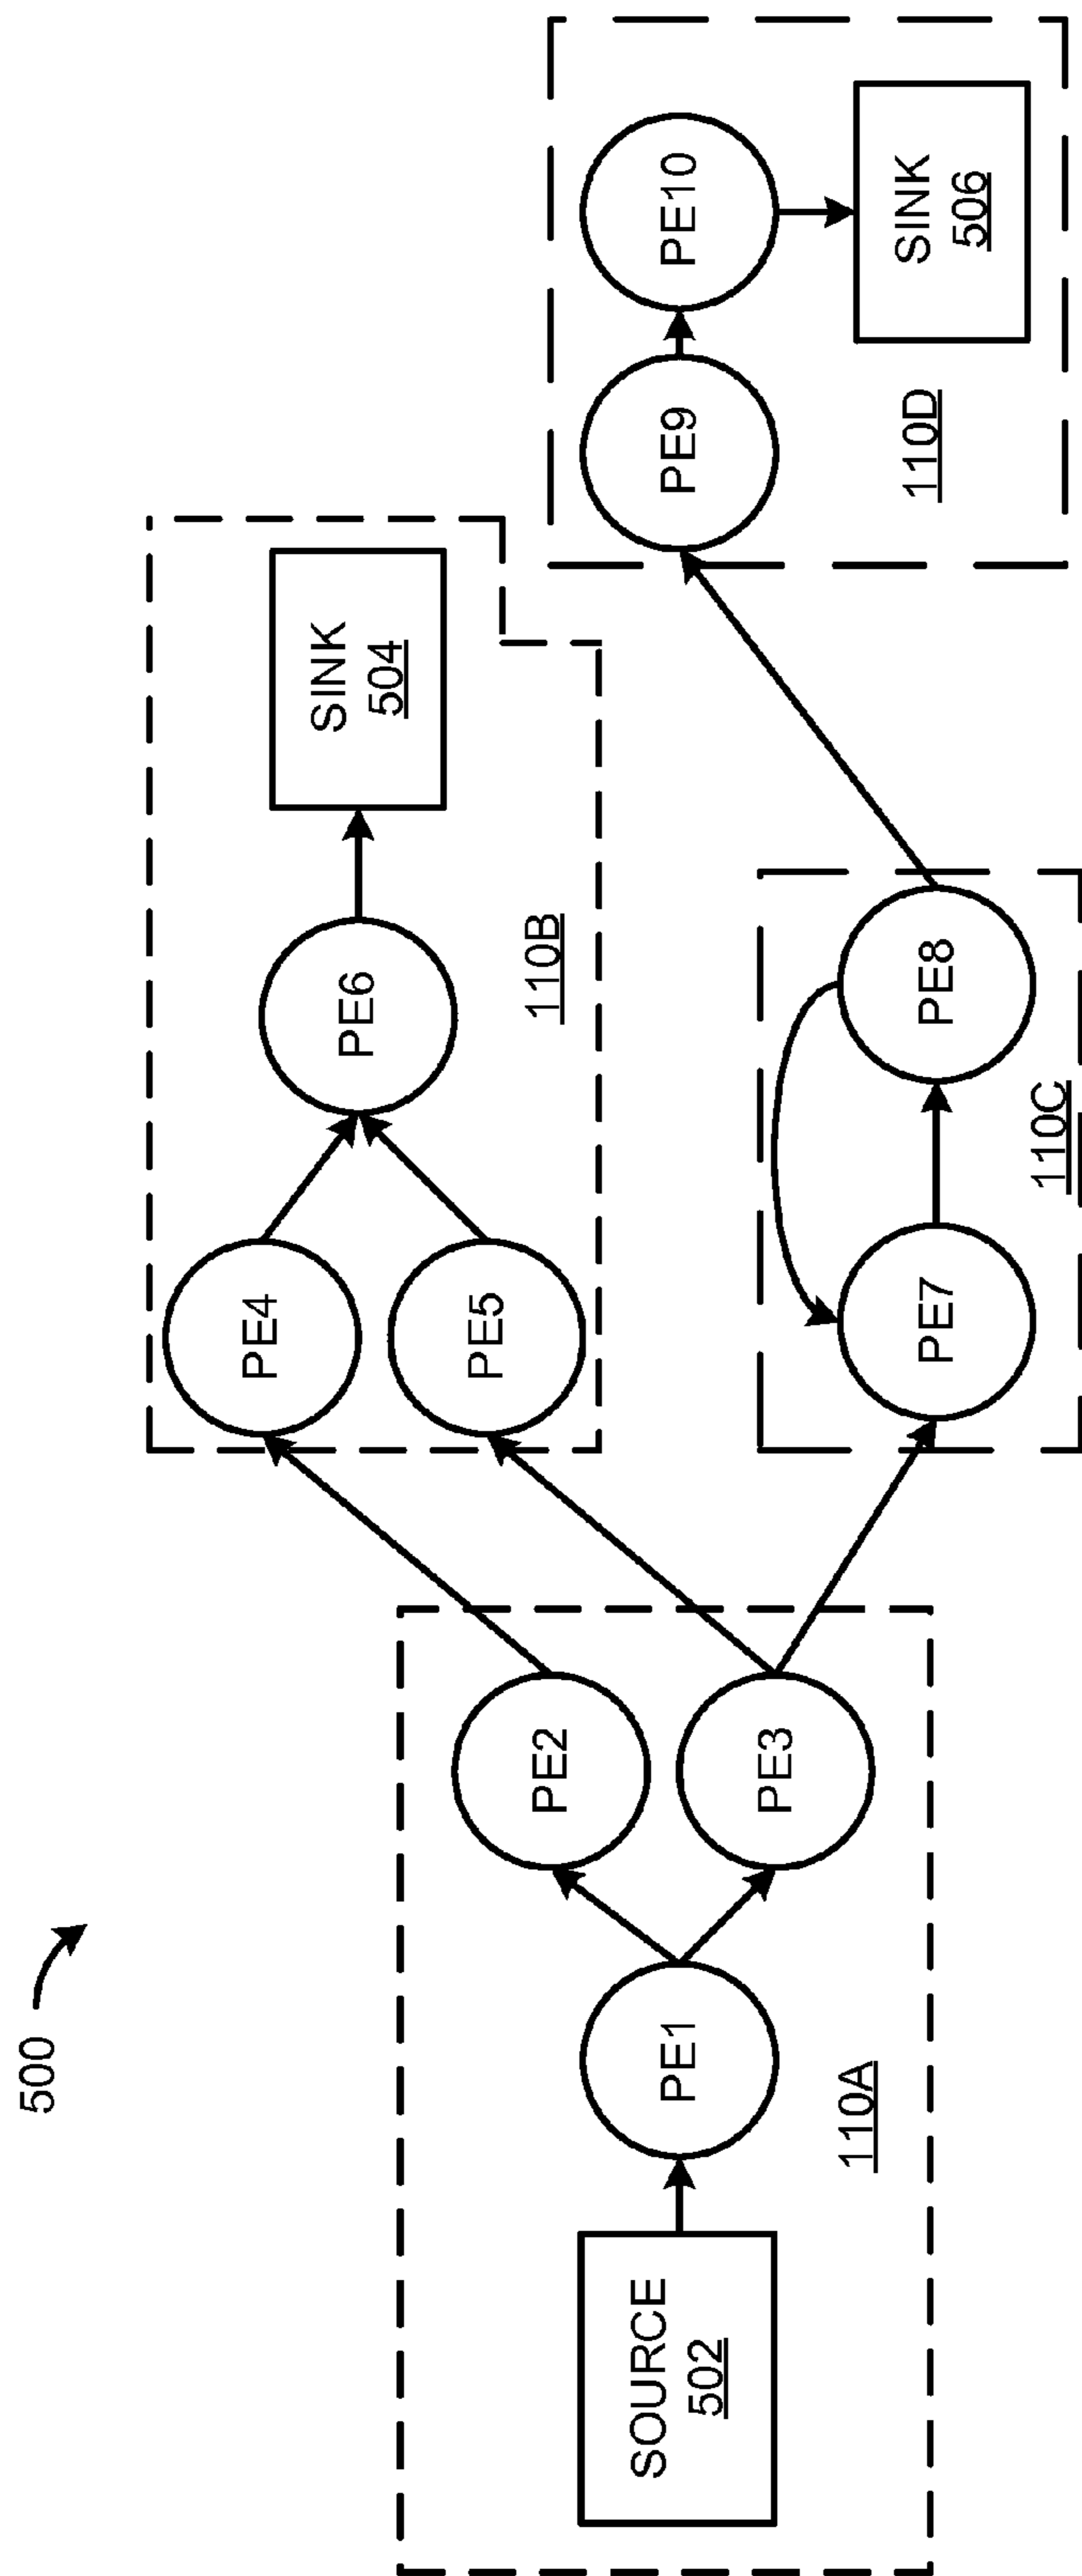 500
SOURCE
502
PE1
110A
PE2
PE3
PE4
PE5
PE6
SINK
504
110B
PE7
PE8
110C
PE9
PE10
SINK
506
110D